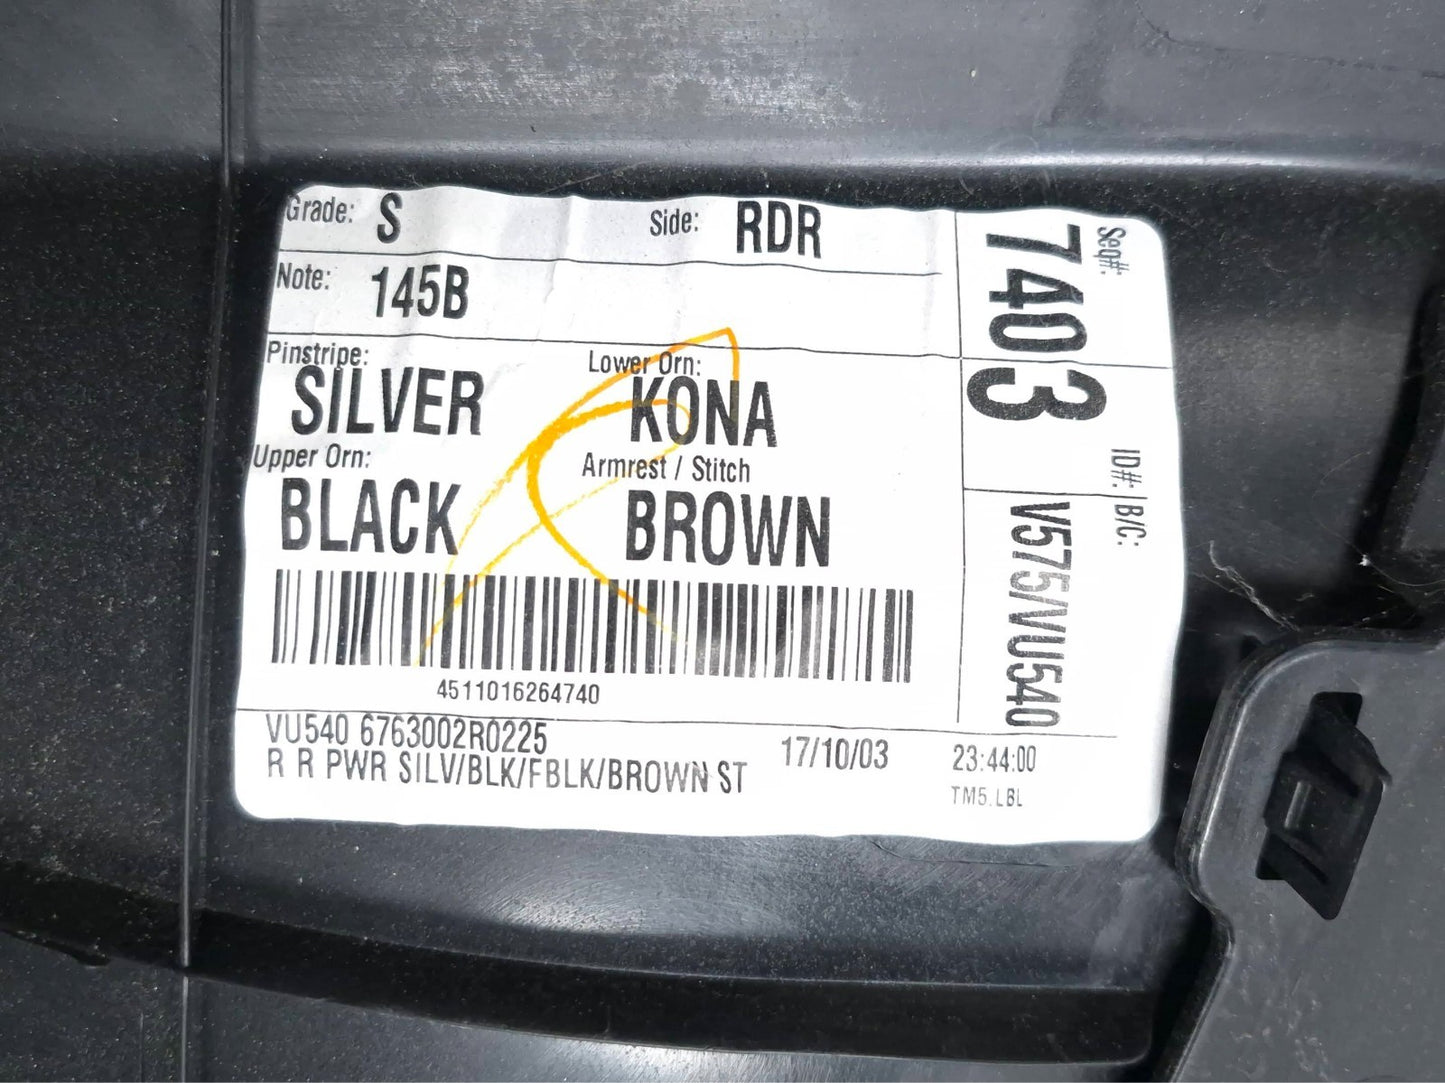 Grade: S Side: RDR
Note: 145B
Pinstripe: Lower Orn:
SILVER KONA
Upper Orn: Armrest / Stitch
BLACK BROWN
4511016264740
VU540 6763002R0225 17/10/03 23:44:00
R R PWR SILV/BLK/FBLK/BROWN ST TM5.LBL
Seq#:
7403
ID#: B/C:
V575/VU540